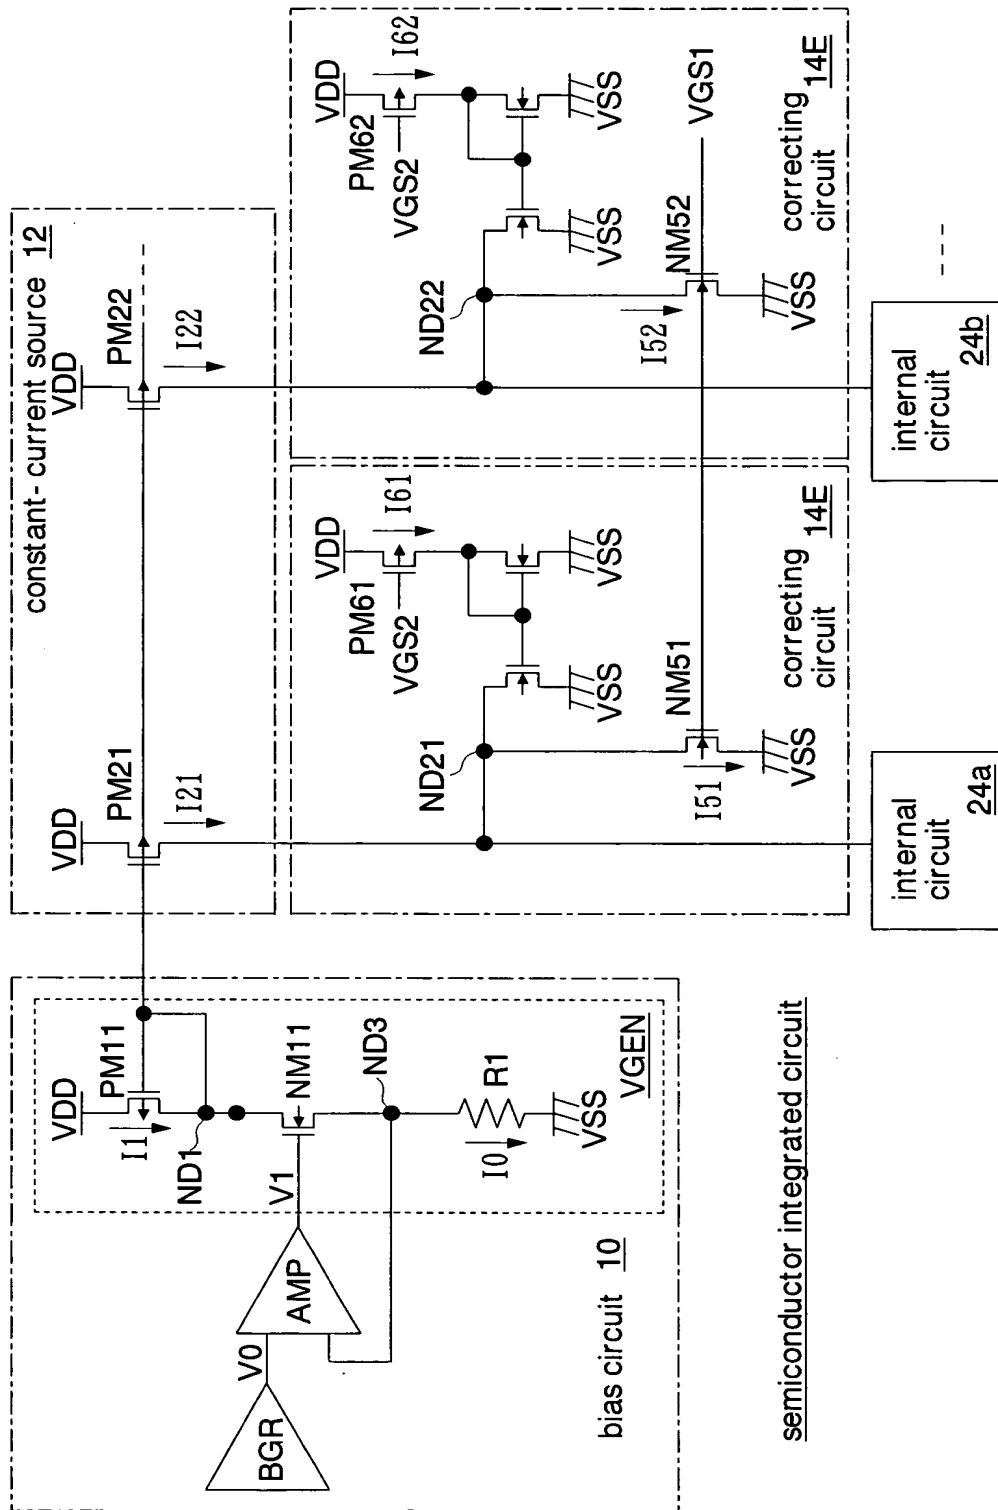 constant-current source 12
VDD
PM21
I21
VDD
PM22
I22
VDD
PM11
I1
ND1
NM11
V1
ND3
R1
I0
VSS
VGEN
BGR
V0
AMP
bias circuit 10
VDD
PM61
VGS2
I61
VSS
VSS
ND21
NM51
I51
VSS
correcting
circuit
14E
VDD
PM62
VGS2
I62
VSS
VSS
ND22
NM52
I52
VSS
VGS1
correcting
circuit
14E
internal
circuit
24a
internal
circuit
24b
semiconductor integrated circuit